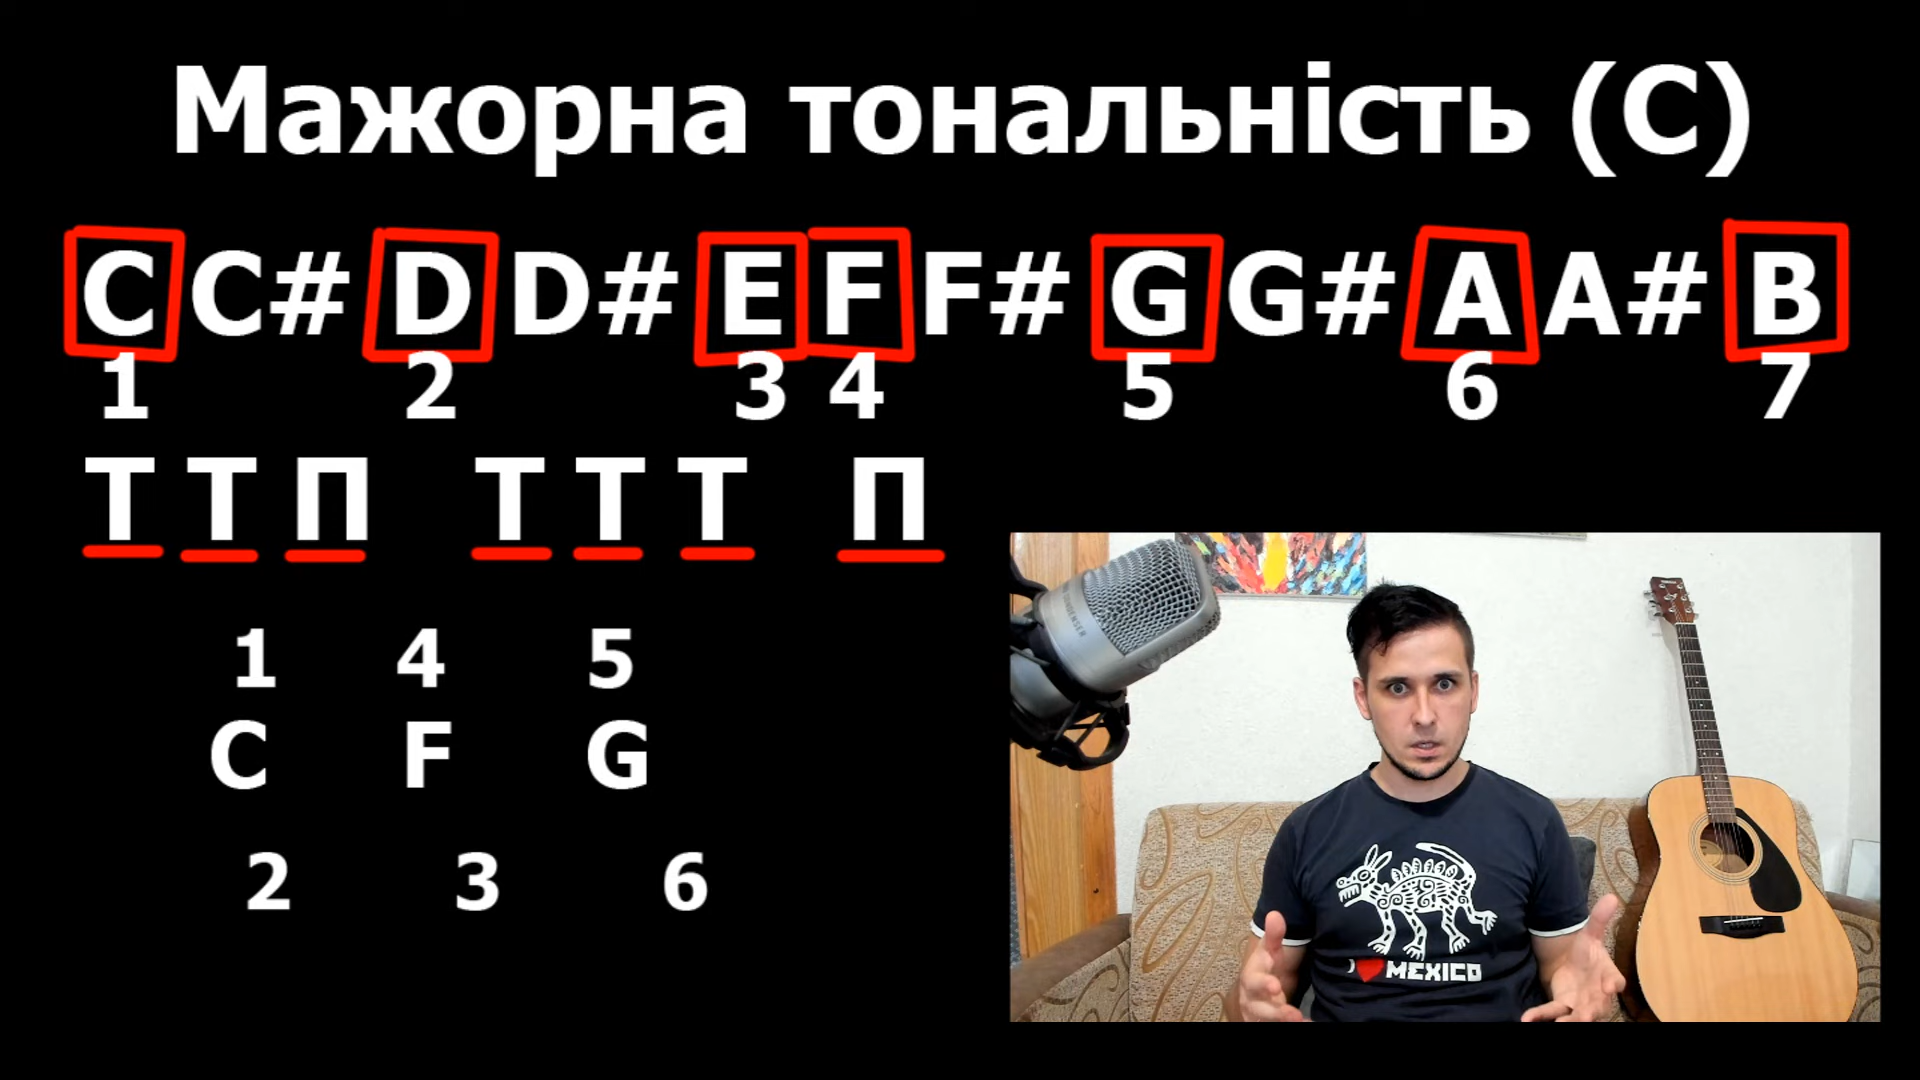 Мажорна тональність (C)
C C# D D# E F F# G G# A A# B
1 2 3 4 5 6 7
Т Т П Т Т Т П
1 4 5
C F G
2 3 6
MEXICO